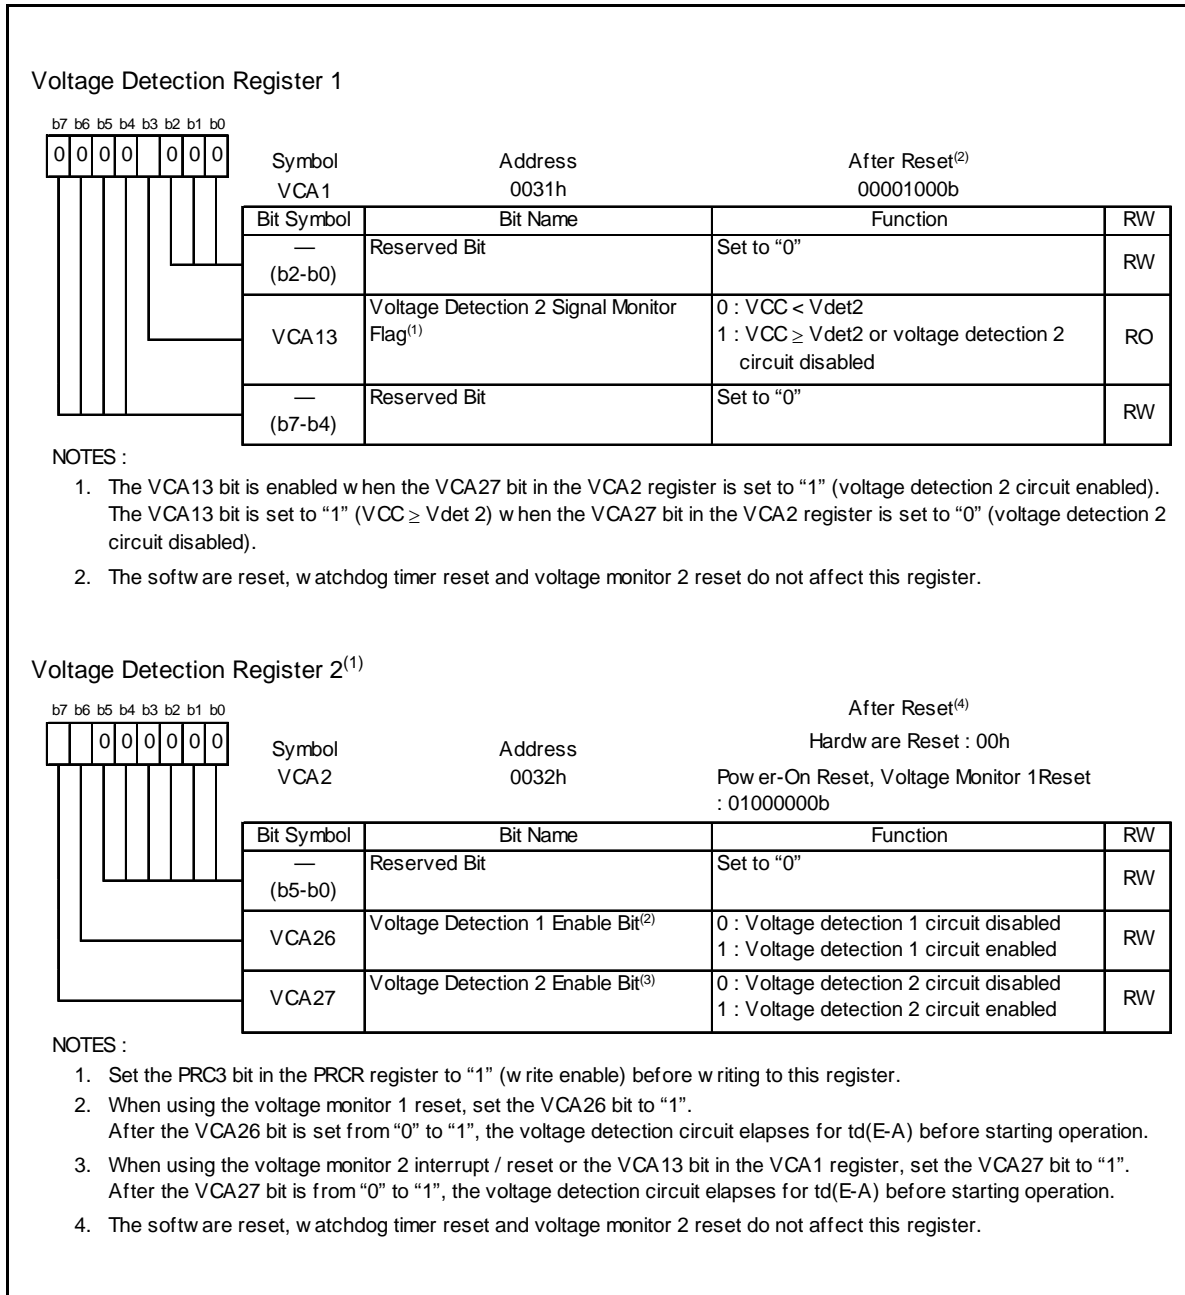 Voltage Detection Register 1
b7 b6 b5 b4 b3 b2 b1 b0
0 0 0 0 0 0 0
Symbol Address After Reset(2)
VCA1 0031h 00001000b
Bit Symbol Bit Name Function RW
— Reserved Bit Set to “0” RW
(b2-b0)
VCA13 Voltage Detection 2 Signal Monitor Flag(1) 0 : VCC < Vdet2 RO
1 : VCC ≥ Vdet2 or voltage detection 2
circuit disabled
— Reserved Bit Set to “0” RW
(b7-b4)
NOTES :
1. The VCA13 bit is enabled when the VCA27 bit in the VCA2 register is set to “1” (voltage detection 2 circuit enabled).
The VCA13 bit is set to “1” (VCC ≥ Vdet 2) when the VCA27 bit in the VCA2 register is set to “0” (voltage detection 2
circuit disabled).
2. The software reset, watchdog timer reset and voltage monitor 2 reset do not affect this register.
Voltage Detection Register 2(1)
b7 b6 b5 b4 b3 b2 b1 b0
0 0 0 0 0 0
After Reset(4)
Symbol Address Hardware Reset : 00h
VCA2 0032h Power-On Reset, Voltage Monitor 1Reset
: 01000000b
Bit Symbol Bit Name Function RW
— Reserved Bit Set to “0” RW
(b5-b0)
VCA26 Voltage Detection 1 Enable Bit(2) 0 : Voltage detection 1 circuit disabled RW
1 : Voltage detection 1 circuit enabled
VCA27 Voltage Detection 2 Enable Bit(3) 0 : Voltage detection 2 circuit disabled RW
1 : Voltage detection 2 circuit enabled
NOTES :
1. Set the PRC3 bit in the PRCR register to “1” (write enable) before writing to this register.
2. When using the voltage monitor 1 reset, set the VCA26 bit to “1”.
After the VCA26 bit is set from “0” to “1”, the voltage detection circuit elapses for td(E-A) before starting operation.
3. When using the voltage monitor 2 interrupt / reset or the VCA13 bit in the VCA1 register, set the VCA27 bit to “1”.
After the VCA27 bit is from “0” to “1”, the voltage detection circuit elapses for td(E-A) before starting operation.
4. The software reset, watchdog timer reset and voltage monitor 2 reset do not affect this register.